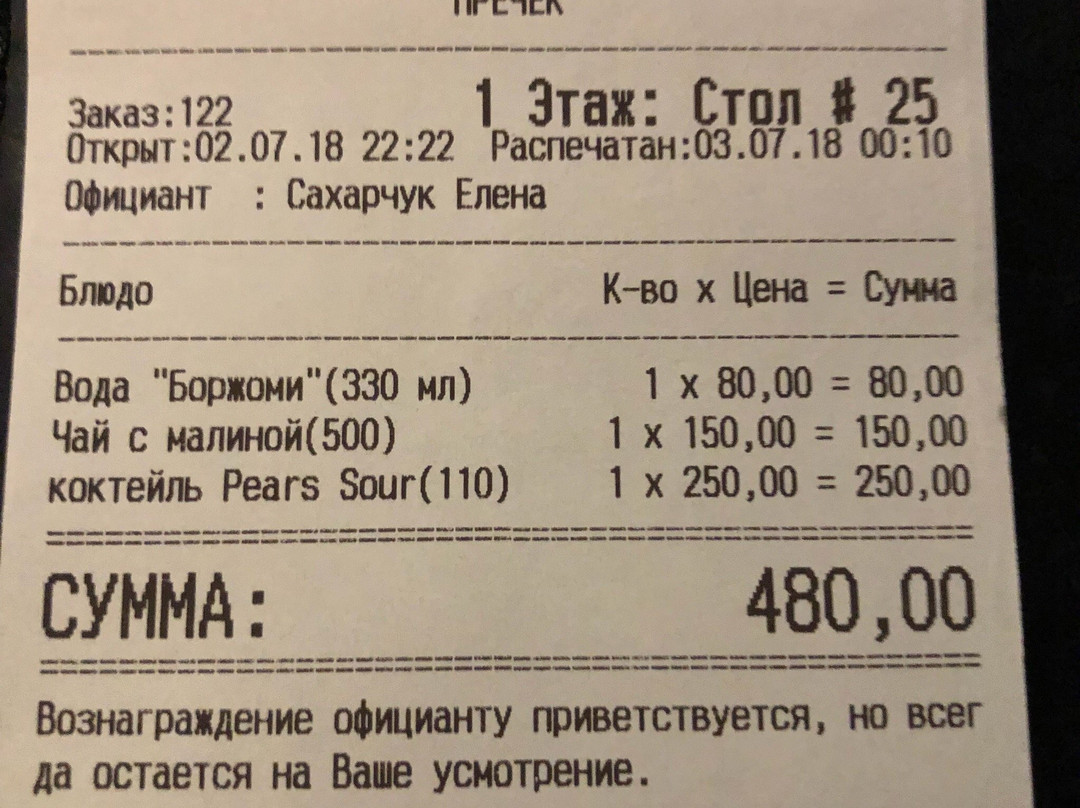 ПРЕЧЕК
Заказ:122 1 Этаж: Стол # 25
Открыт:02.07.18 22:22 Распечатан:03.07.18 00:10
Официант : Сахарчук Елена
Блюдо К-во х Цена = Сумма
Вода "Боржоми"(330 мл) 1 х 80,00 = 80,00
Чай с малиной(500) 1 х 150,00 = 150,00
коктейль Pears Sour(110) 1 х 250,00 = 250,00
СУММА: 480,00
Вознаграждение официанту приветствуется, но всег
да остается на Ваше усмотрение.